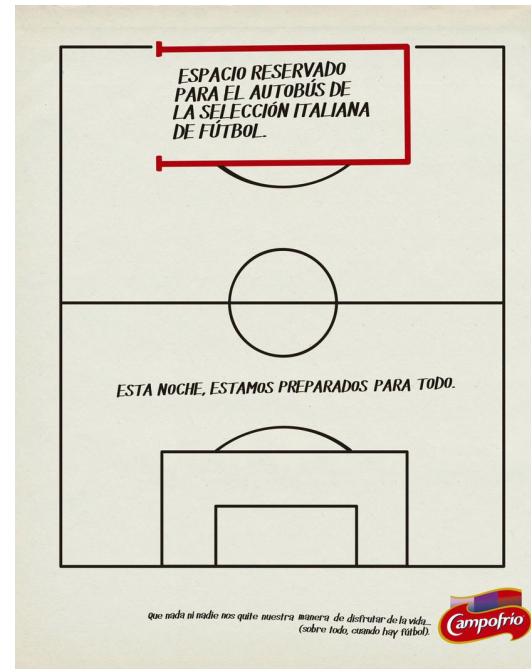 ESPACIO RESERVADO
PARA EL AUTOBÚS DE
LA SELECCIÓN ITALIANA
DE FÚTBOL.
ESTA NOCHE, ESTAMOS PREPARADOS PARA TODO.
Que nada ni nadie nos quite nuestra manera de disfrutar de la vida...
(sobre todo, cuando hay fútbol).
Campofrío